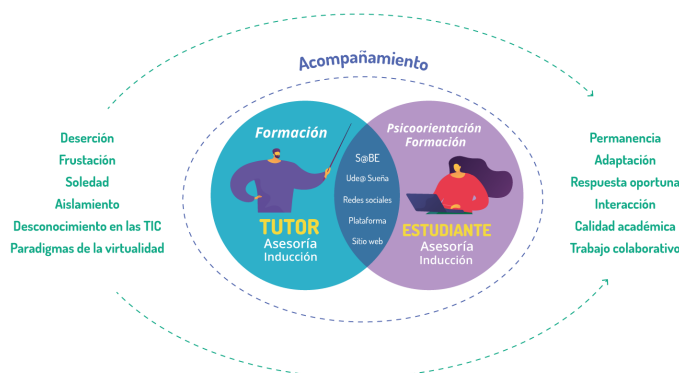 Acompañamiento
Deserción
Frustación
Soledad
Aislamiento
Desconocimiento en las TIC
Paradigmas de la virtualidad
Formación
TUTOR
Asesoría
Inducción
S@BE
Ude@ Sueña
Redes sociales
Plataforma
Sitio web
Psicoorientación
Formación
ESTUDIANTE
Asesoría
Inducción
Permanencia
Adaptación
Respuesta oportuna
Interacción
Calidad académica
Trabajo colaborativo